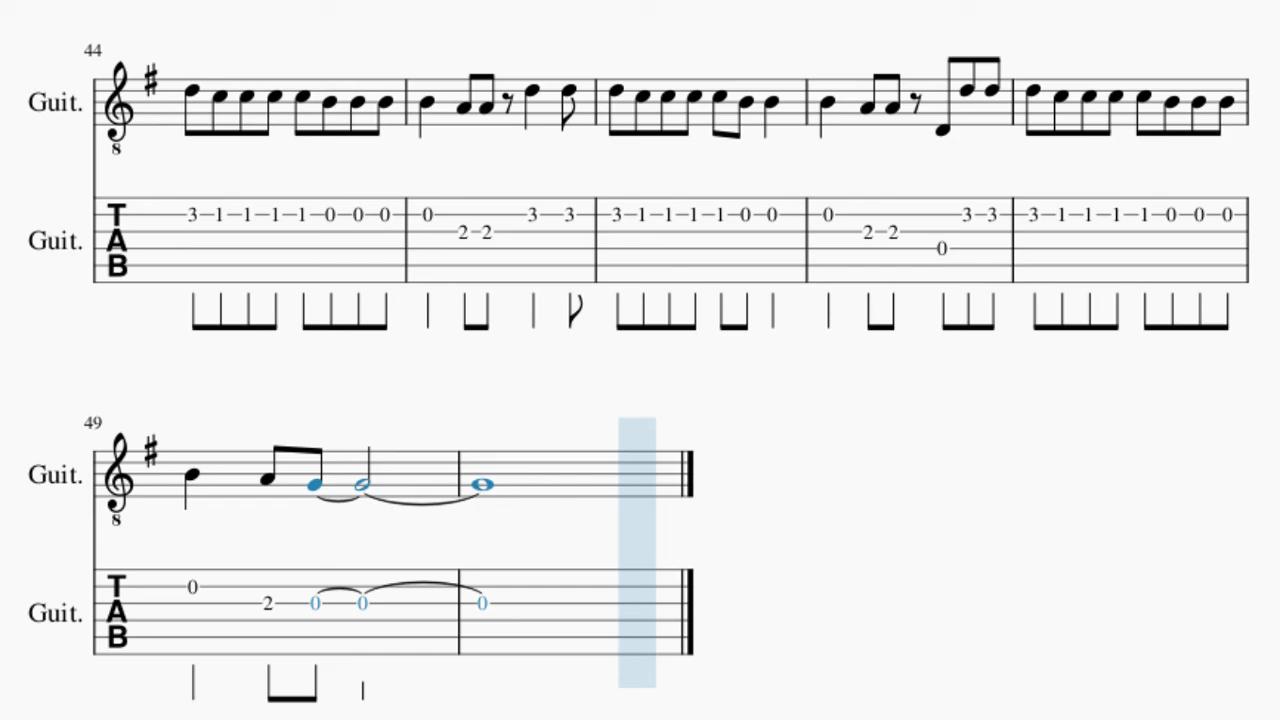 44
Guit.
8
Guit. TAB 3 1 1 1 1 0 0 0 0 2 2 3 3 3 1 1 1 1 0 0 0 2 2 0 3 3 3 1 1 1 1 0 0 0
49
Guit.
8
Guit. TAB 0 2 0 0 0